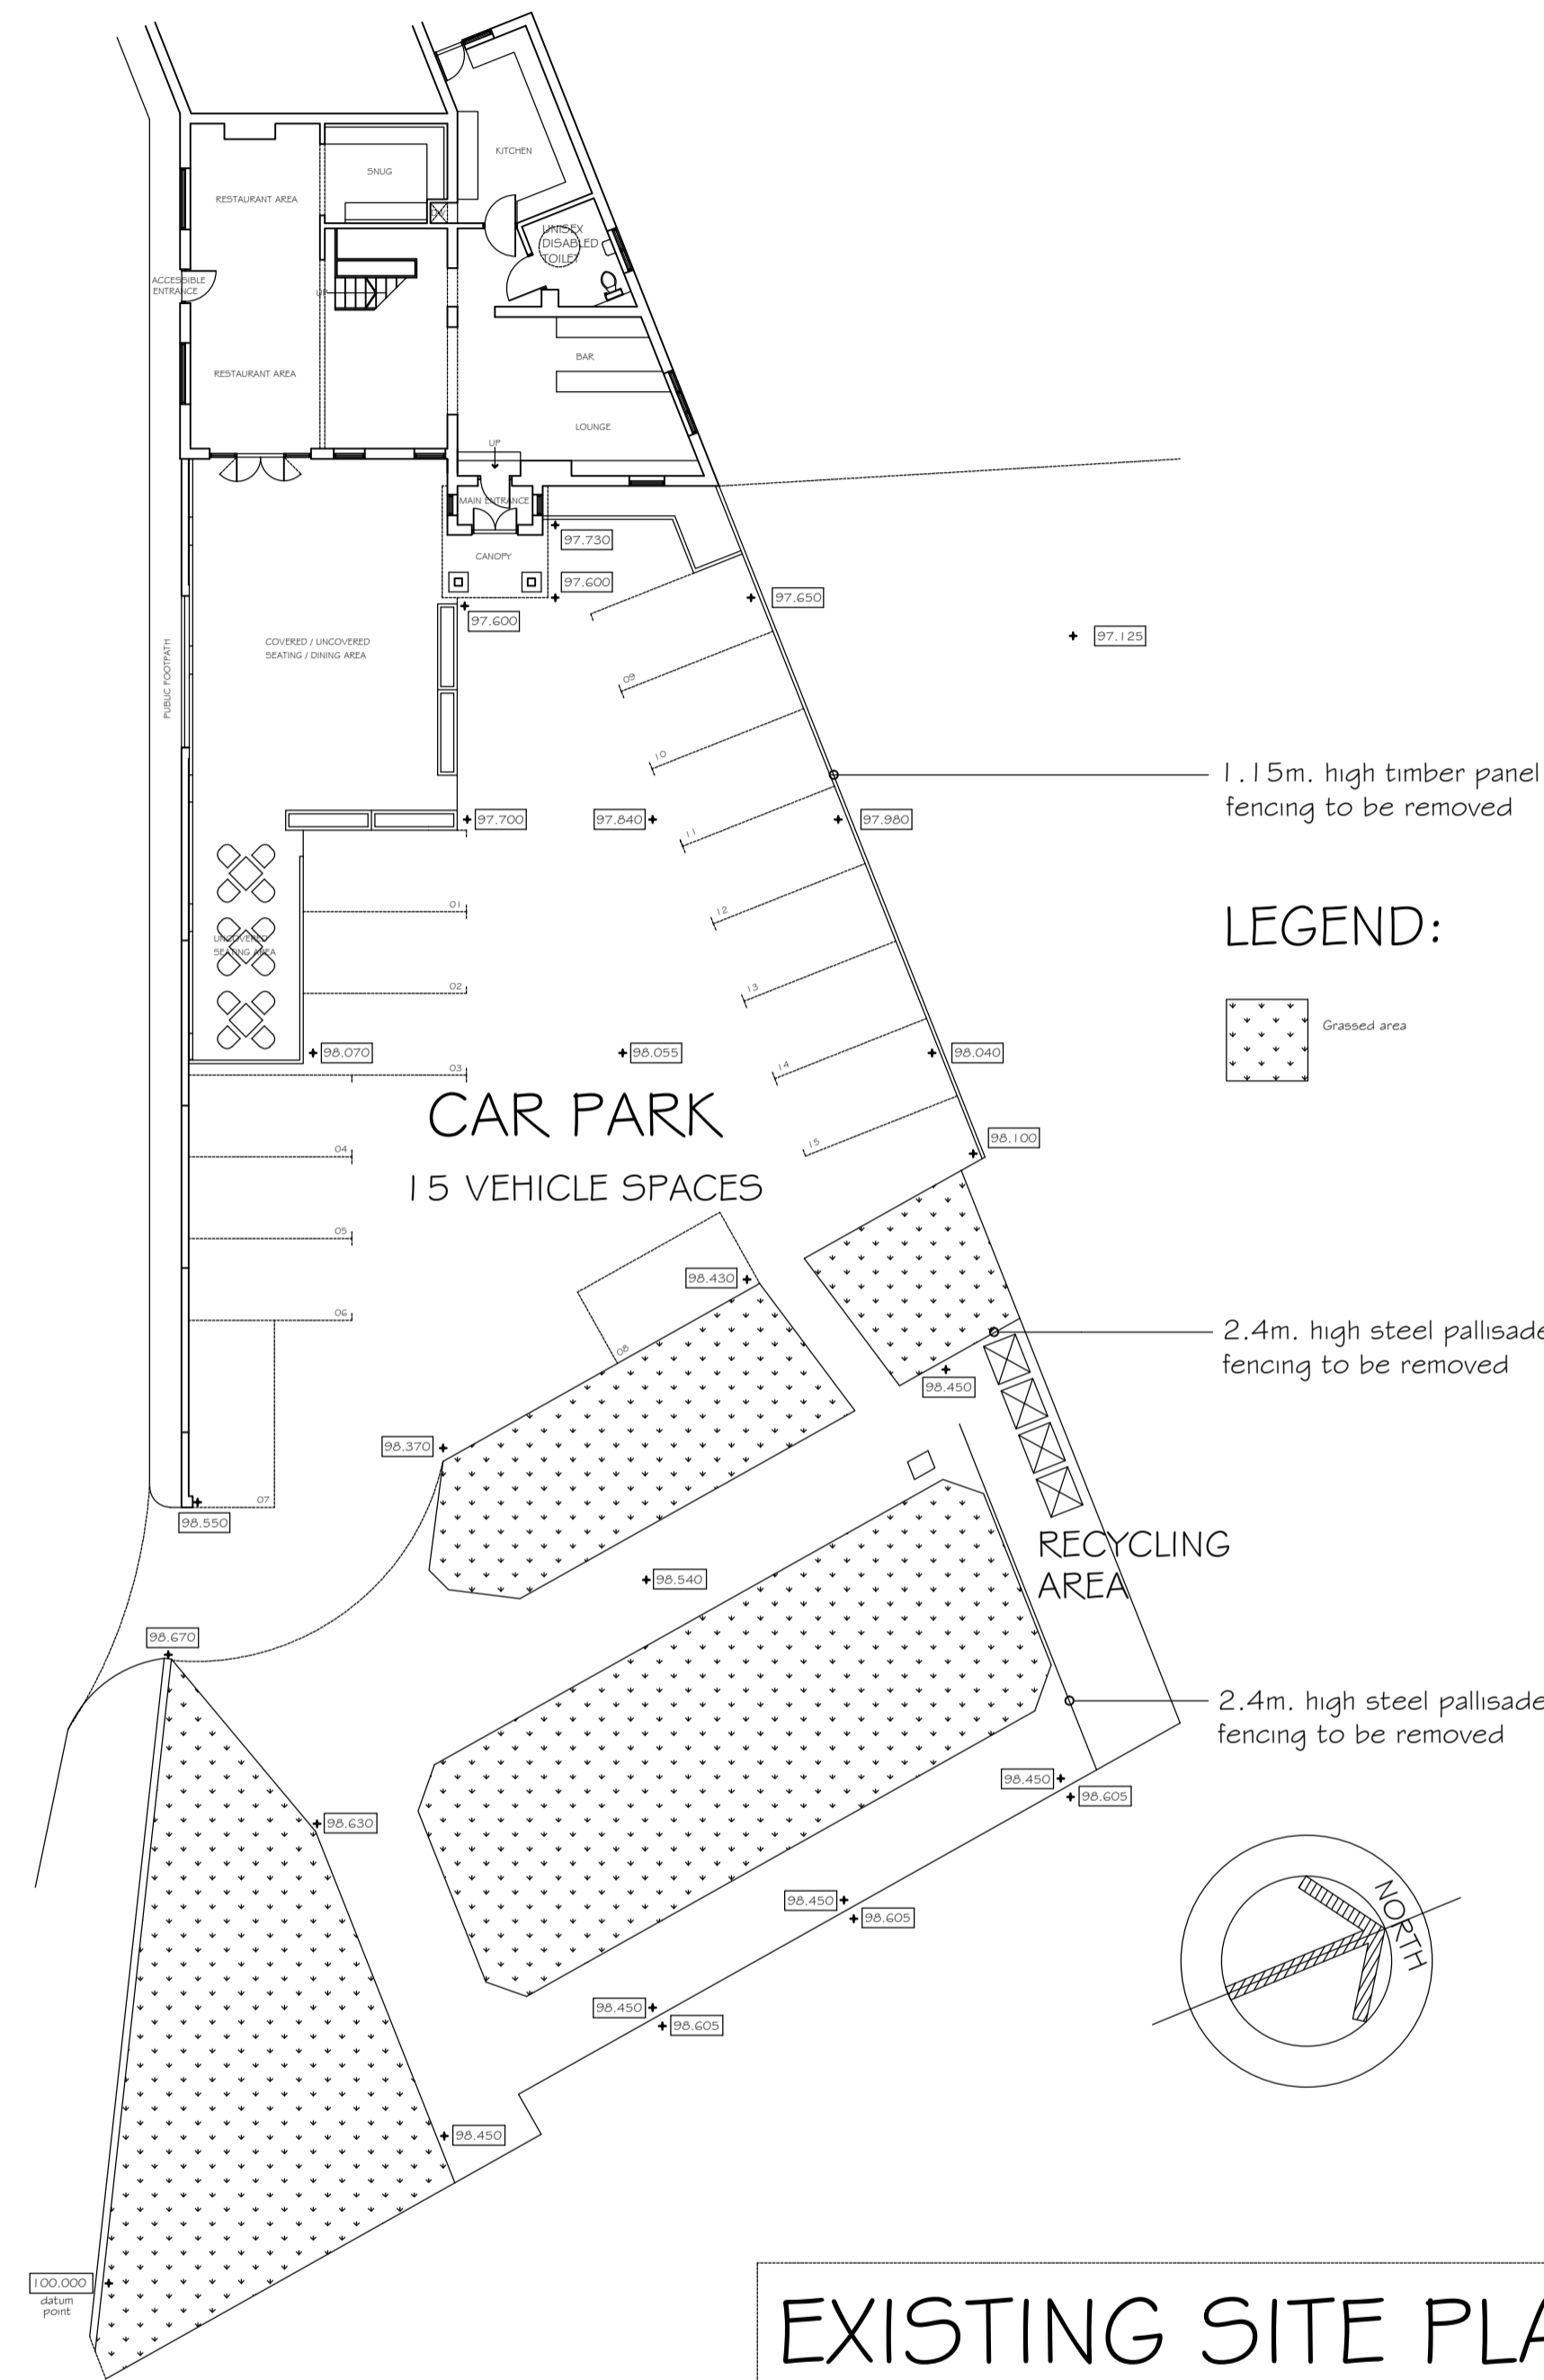 KITCHEN
SNUG
RESTAURANT AREA
UNISEX
DISABLED
TOILET
ACCESSIBLE
ENTRANCE
UP
BAR
RESTAURANT AREA
LOUNGE
UP
MAIN ENTRANCE
97.730
CANOPY
97.600
97.650
97.600
97.125
COVERED / UNCOVERED
SEATING / DINING AREA
PUBLIC FOOTPATH
09
10
1.15m. high timber panel
fencing to be removed
97.700
97.840
97.980
11
01
12
LEGEND:
UNCOVERED
SEATING AREA
02
13
Grassed area
98.070
98.055
98.040
03
14
CAR PARK
98.100
04
15
15 VEHICLE SPACES
05
98.430
06
2.4m. high steel pallisade
fencing to be removed
08
98.450
98.370
07
98.550
RECYCLING
AREA
98.540
98.670
2.4m. high steel pallisade
fencing to be removed
98.450
98.605
98.630
98.450
98.605
NORTH
98.450
98.605
98.450
100.000
datum
point
EXISTING SITE PLA